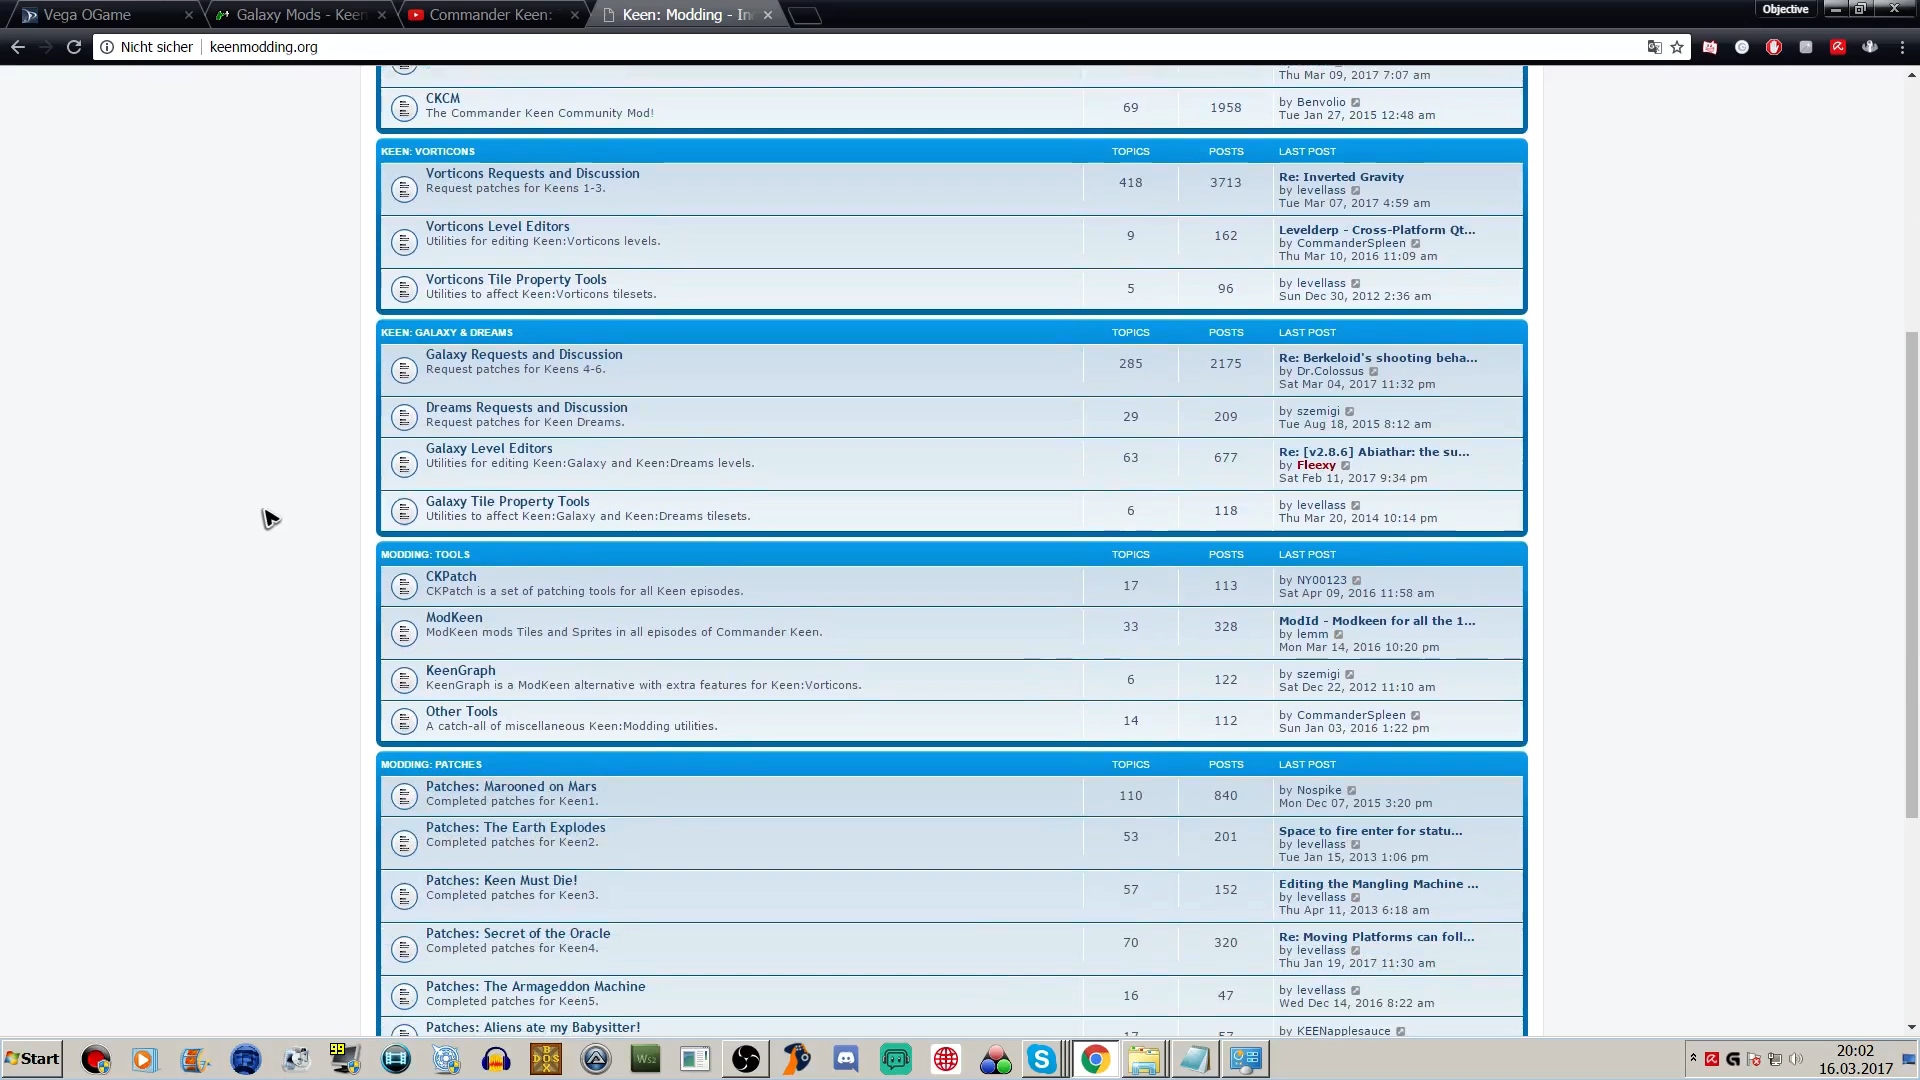 Vega OGame
Galaxy Mods - Keen
Commander Keen:
Keen: Modding - In
Objective
Nicht sicher
keenmodding.org
Thu Mar 09, 2017 7:07 am
CKCM
The Commander Keen Community Mod!
69
1958
by Benvolio
Tue Jan 27, 2015 12:48 am
KEEN: VORTICONS
TOPICS
POSTS
LAST POST
Vorticons Requests and Discussion
Request patches for Keens 1-3.
418
3713
Re: Inverted Gravity
by levellass
Tue Mar 07, 2017 4:59 am
Vorticons Level Editors
Utilities for editing Keen:Vorticons levels.
9
162
Levelderp - Cross-Platform Qt...
by CommanderSpleen
Thu Mar 10, 2016 11:09 am
Vorticons Tile Property Tools
Utilities to affect Keen:Vorticons tilesets.
5
96
by levellass
Sun Dec 30, 2012 2:36 am
KEEN: GALAXY & DREAMS
TOPICS
POSTS
LAST POST
Galaxy Requests and Discussion
Request patches for Keens 4-6.
285
2175
Re: Berkeloid's shooting beha...
by Dr.Colossus
Sat Mar 04, 2017 11:32 pm
Dreams Requests and Discussion
Request patches for Keen Dreams.
29
209
by szemigi
Tue Aug 18, 2015 8:12 am
Galaxy Level Editors
Utilities for editing Keen:Galaxy and Keen:Dreams levels.
63
677
Re: [v2.8.6] Abiathar: the su...
by Fleexy
Sat Feb 11, 2017 9:34 pm
Galaxy Tile Property Tools
Utilities to affect Keen:Galaxy and Keen:Dreams tilesets.
6
118
by levellass
Thu Mar 20, 2014 10:14 pm
MODDING: TOOLS
TOPICS
POSTS
LAST POST
CKPatch
CKPatch is a set of patching tools for all Keen episodes.
17
113
by NY00123
Sat Apr 09, 2016 11:58 am
ModKeen
ModKeen mods Tiles and Sprites in all episodes of Commander Keen.
33
328
ModId - Modkeen for all the 1...
by lemm
Mon Mar 14, 2016 10:20 pm
KeenGraph
KeenGraph is a ModKeen alternative with extra features for Keen:Vorticons.
6
122
by szemigi
Sat Dec 22, 2012 11:10 am
Other Tools
A catch-all of miscellaneous Keen:Modding utilities.
14
112
by CommanderSpleen
Sun Jan 03, 2016 1:22 pm
MODDING: PATCHES
TOPICS
POSTS
LAST POST
Patches: Marooned on Mars
Completed patches for Keen1.
110
840
by Nospike
Mon Dec 07, 2015 3:20 pm
Patches: The Earth Explodes
Completed patches for Keen2.
53
201
Space to fire enter for statu...
by levellass
Tue Jan 15, 2013 1:06 pm
Patches: Keen Must Die!
Completed patches for Keen3.
57
152
Editing the Mangling Machine ...
by levellass
Thu Apr 11, 2013 6:18 am
Patches: Secret of the Oracle
Completed patches for Keen4.
70
320
Re: Moving Platforms can foll...
by levellass
Thu Jan 19, 2017 11:30 am
Patches: The Armageddon Machine
Completed patches for Keen5.
16
47
by levellass
Wed Dec 14, 2016 8:22 am
Patches: Aliens ate my Babysitter!
by KEENapplesauce
Start
99
20:02
16.03.2017